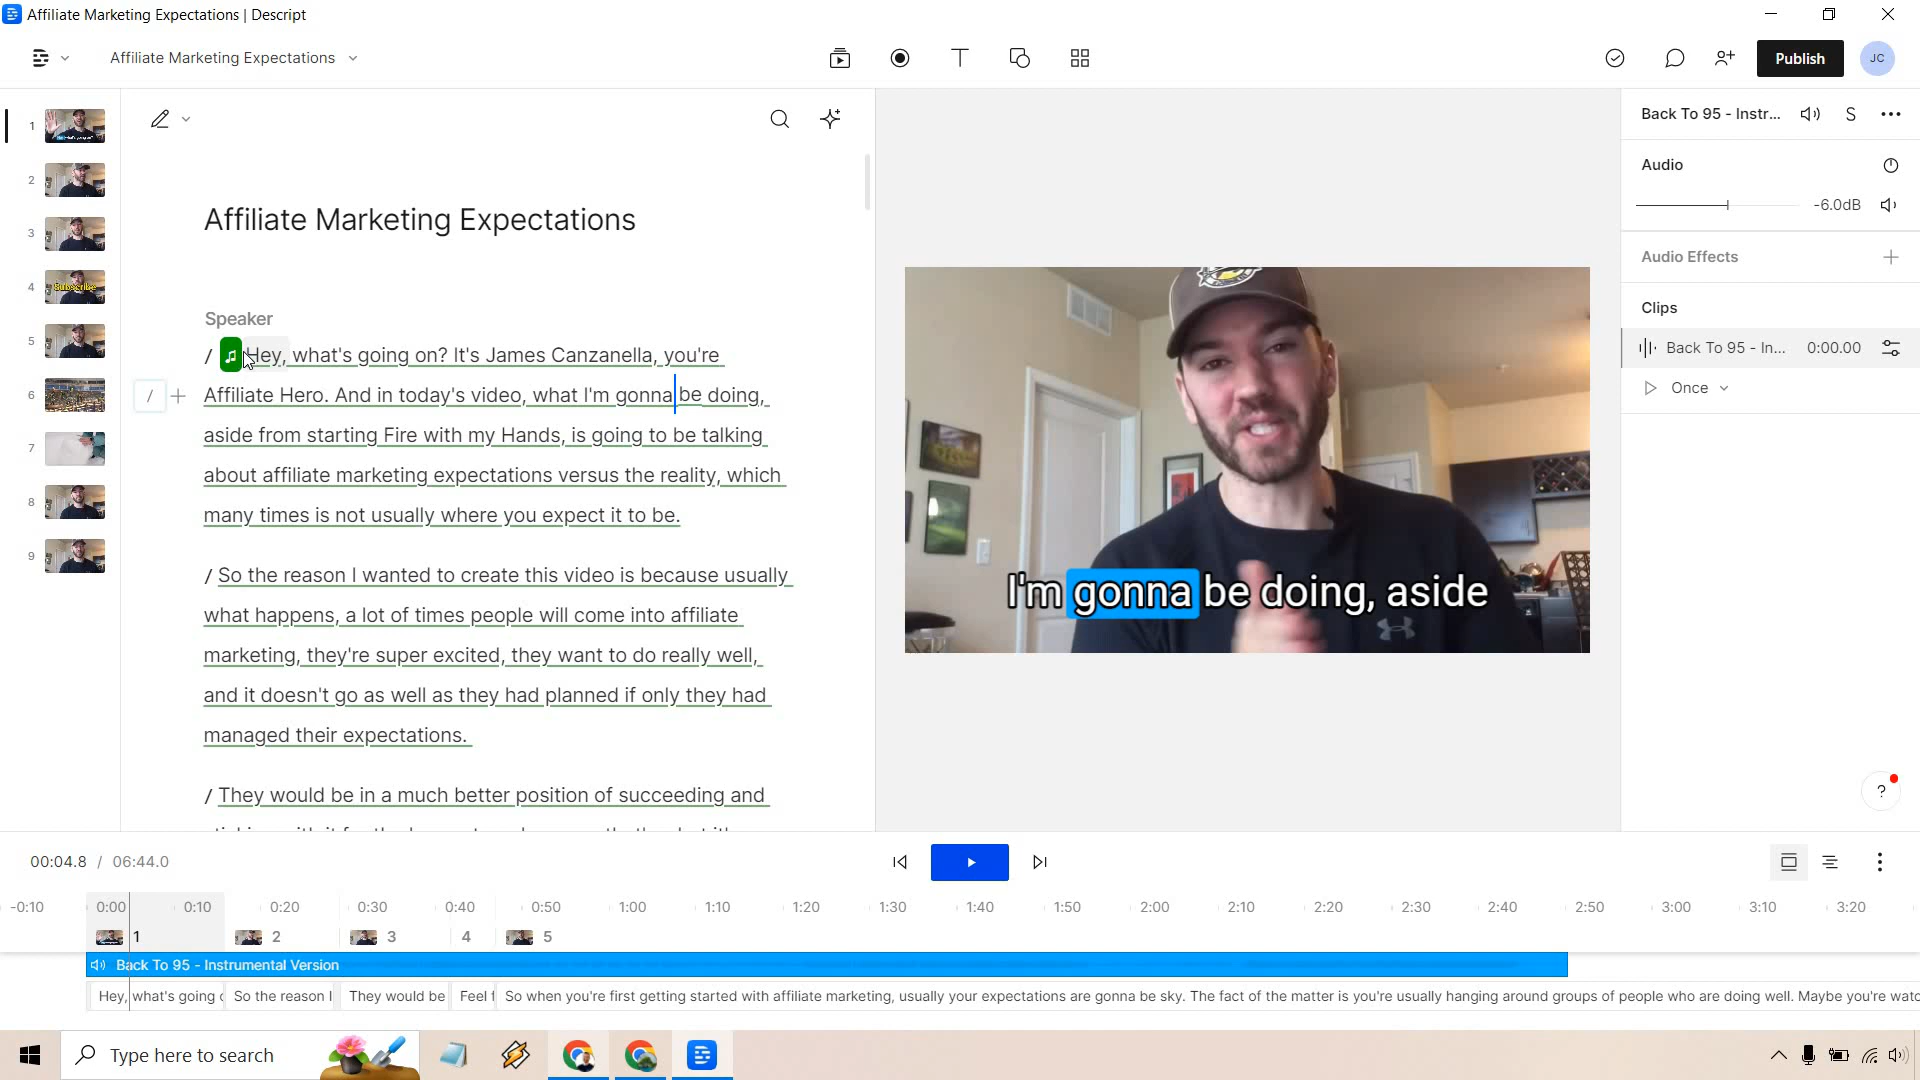 Affiliate Marketing Expectations | Descript
Affiliate Marketing Expectations
Publish
JC
1
2
3
4
Subscribe
5
6
7
8
9
Affiliate Marketing Expectations
Speaker
/ Hey, what's going on? It's James Canzanella, you're
/ + Affiliate Hero. And in today's video, what I'm gonna be doing,
aside from starting Fire with my Hands, is going to be talking
about affiliate marketing expectations versus the reality, which
many times is not usually where you expect it to be.
/ So the reason I wanted to create this video is because usually
what happens, a lot of times people will come into affiliate
marketing, they're super excited, they want to do really well,
and it doesn't go as well as they had planned if only they had
managed their expectations.
/ They would be in a much better position of succeeding and
I'm gonna be doing, aside
Back To 95 - Instr...
S
Audio
-6.0dB
Audio Effects
Clips
Back To 95 - In... 0:00.00
Once
?
00:04.8 / 06:44.0
-0:10 0:00 0:10 0:20 0:30 0:40 0:50 1:00 1:10 1:20 1:30 1:40 1:50 2:00 2:10 2:20 2:30 2:40 2:50 3:00 3:10 3:20
1 2 3 4 5
Back To 95 - Instrumental Version
Hey, what's going So the reason I They would be Feel So when you're first getting started with affiliate marketing, usually your expectations are gonna be sky. The fact of the matter is you're usually hanging around groups of people who are doing well. Maybe you're
Type here to search